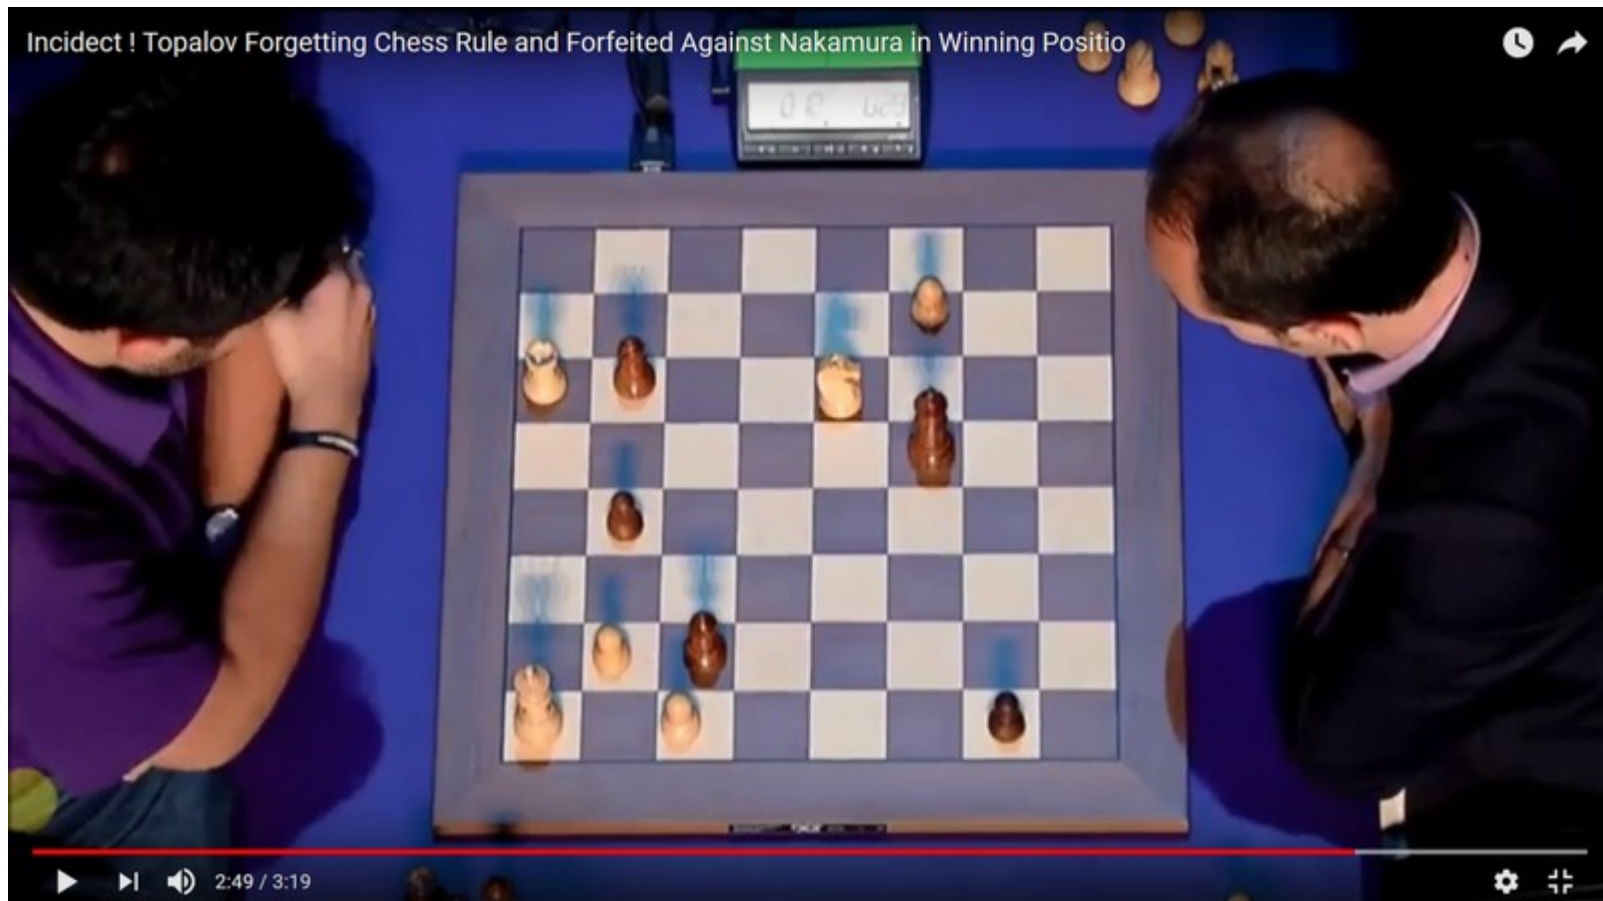 Incidect ! Topalov Forgetting Chess Rule and Forfeited Against Nakamura in Winning Positio
2:49 / 3:19